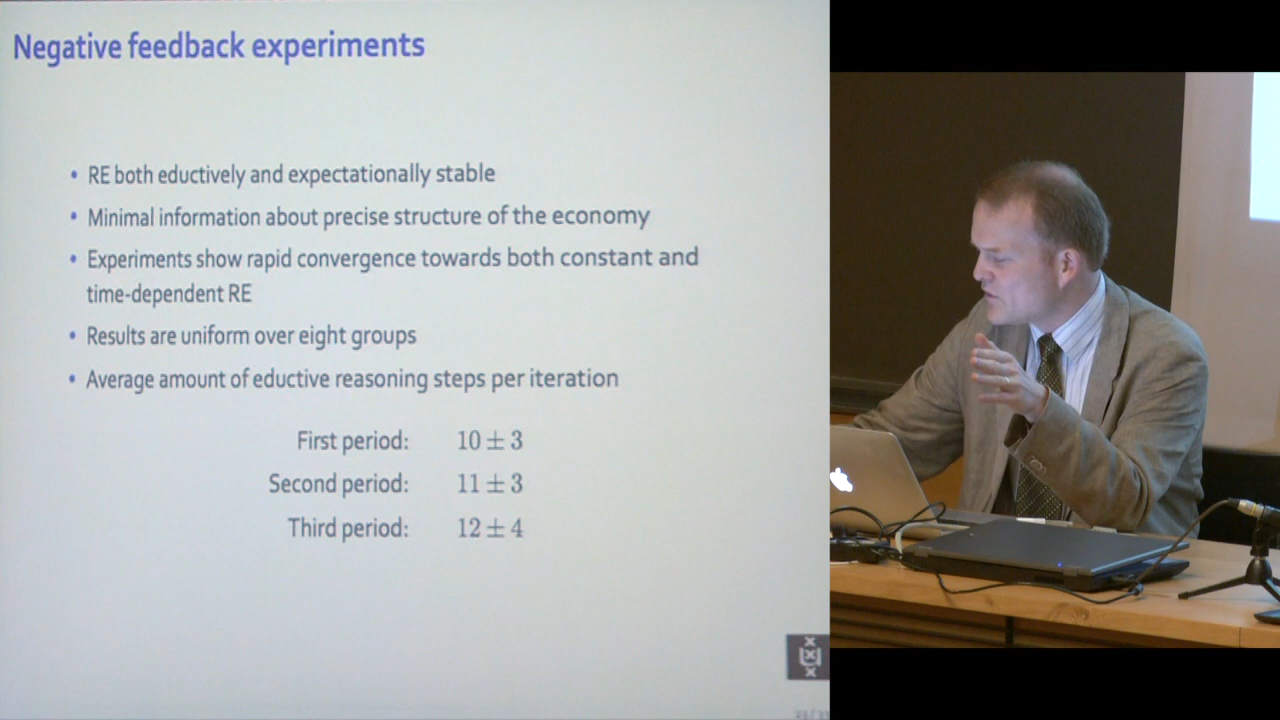 Negative feedback experiments
• RE both eductively and expectationally stable
• Minimal information about precise structure of the economy
• Experiments show rapid convergence towards both constant and
time-dependent RE
• Results are uniform over eight groups
• Average amount of eductive reasoning steps per iteration
First period: 10 ± 3
Second period: 11 ± 3
Third period: 12 ± 4